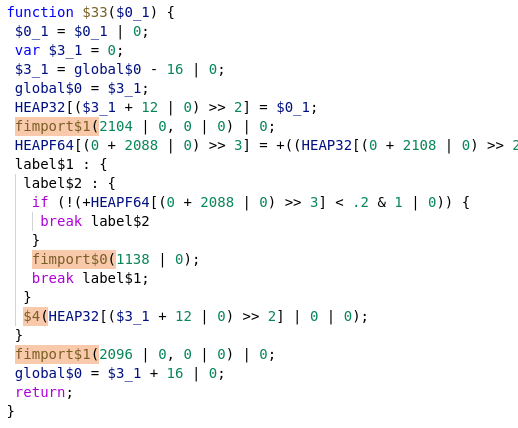 function $33($0_1) {
 $0_1 = $0_1 | 0;
 var $3_1 = 0;
 $3_1 = global$0 - 16 | 0;
 global$0 = $3_1;
 HEAP32[($3_1 + 12 | 0) >> 2] = $0_1;
 fimport$1(2104 | 0, 0 | 0) | 0;
 HEAPF64[(0 + 2088 | 0) >> 3] = +((HEAP32[(0 + 2108 | 0) >> 2
 label$1 : {
  label$2 : {
   if (!(+HEAPF64[(0 + 2088 | 0) >> 3] < .2 & 1 | 0)) {
    break label$2
   }
   fimport$0(1138 | 0);
   break label$1;
  }
  $4(HEAP32[($3_1 + 12 | 0) >> 2] | 0 | 0);
 }
 fimport$1(2096 | 0, 0 | 0) | 0;
 global$0 = $3_1 + 16 | 0;
 return;
}